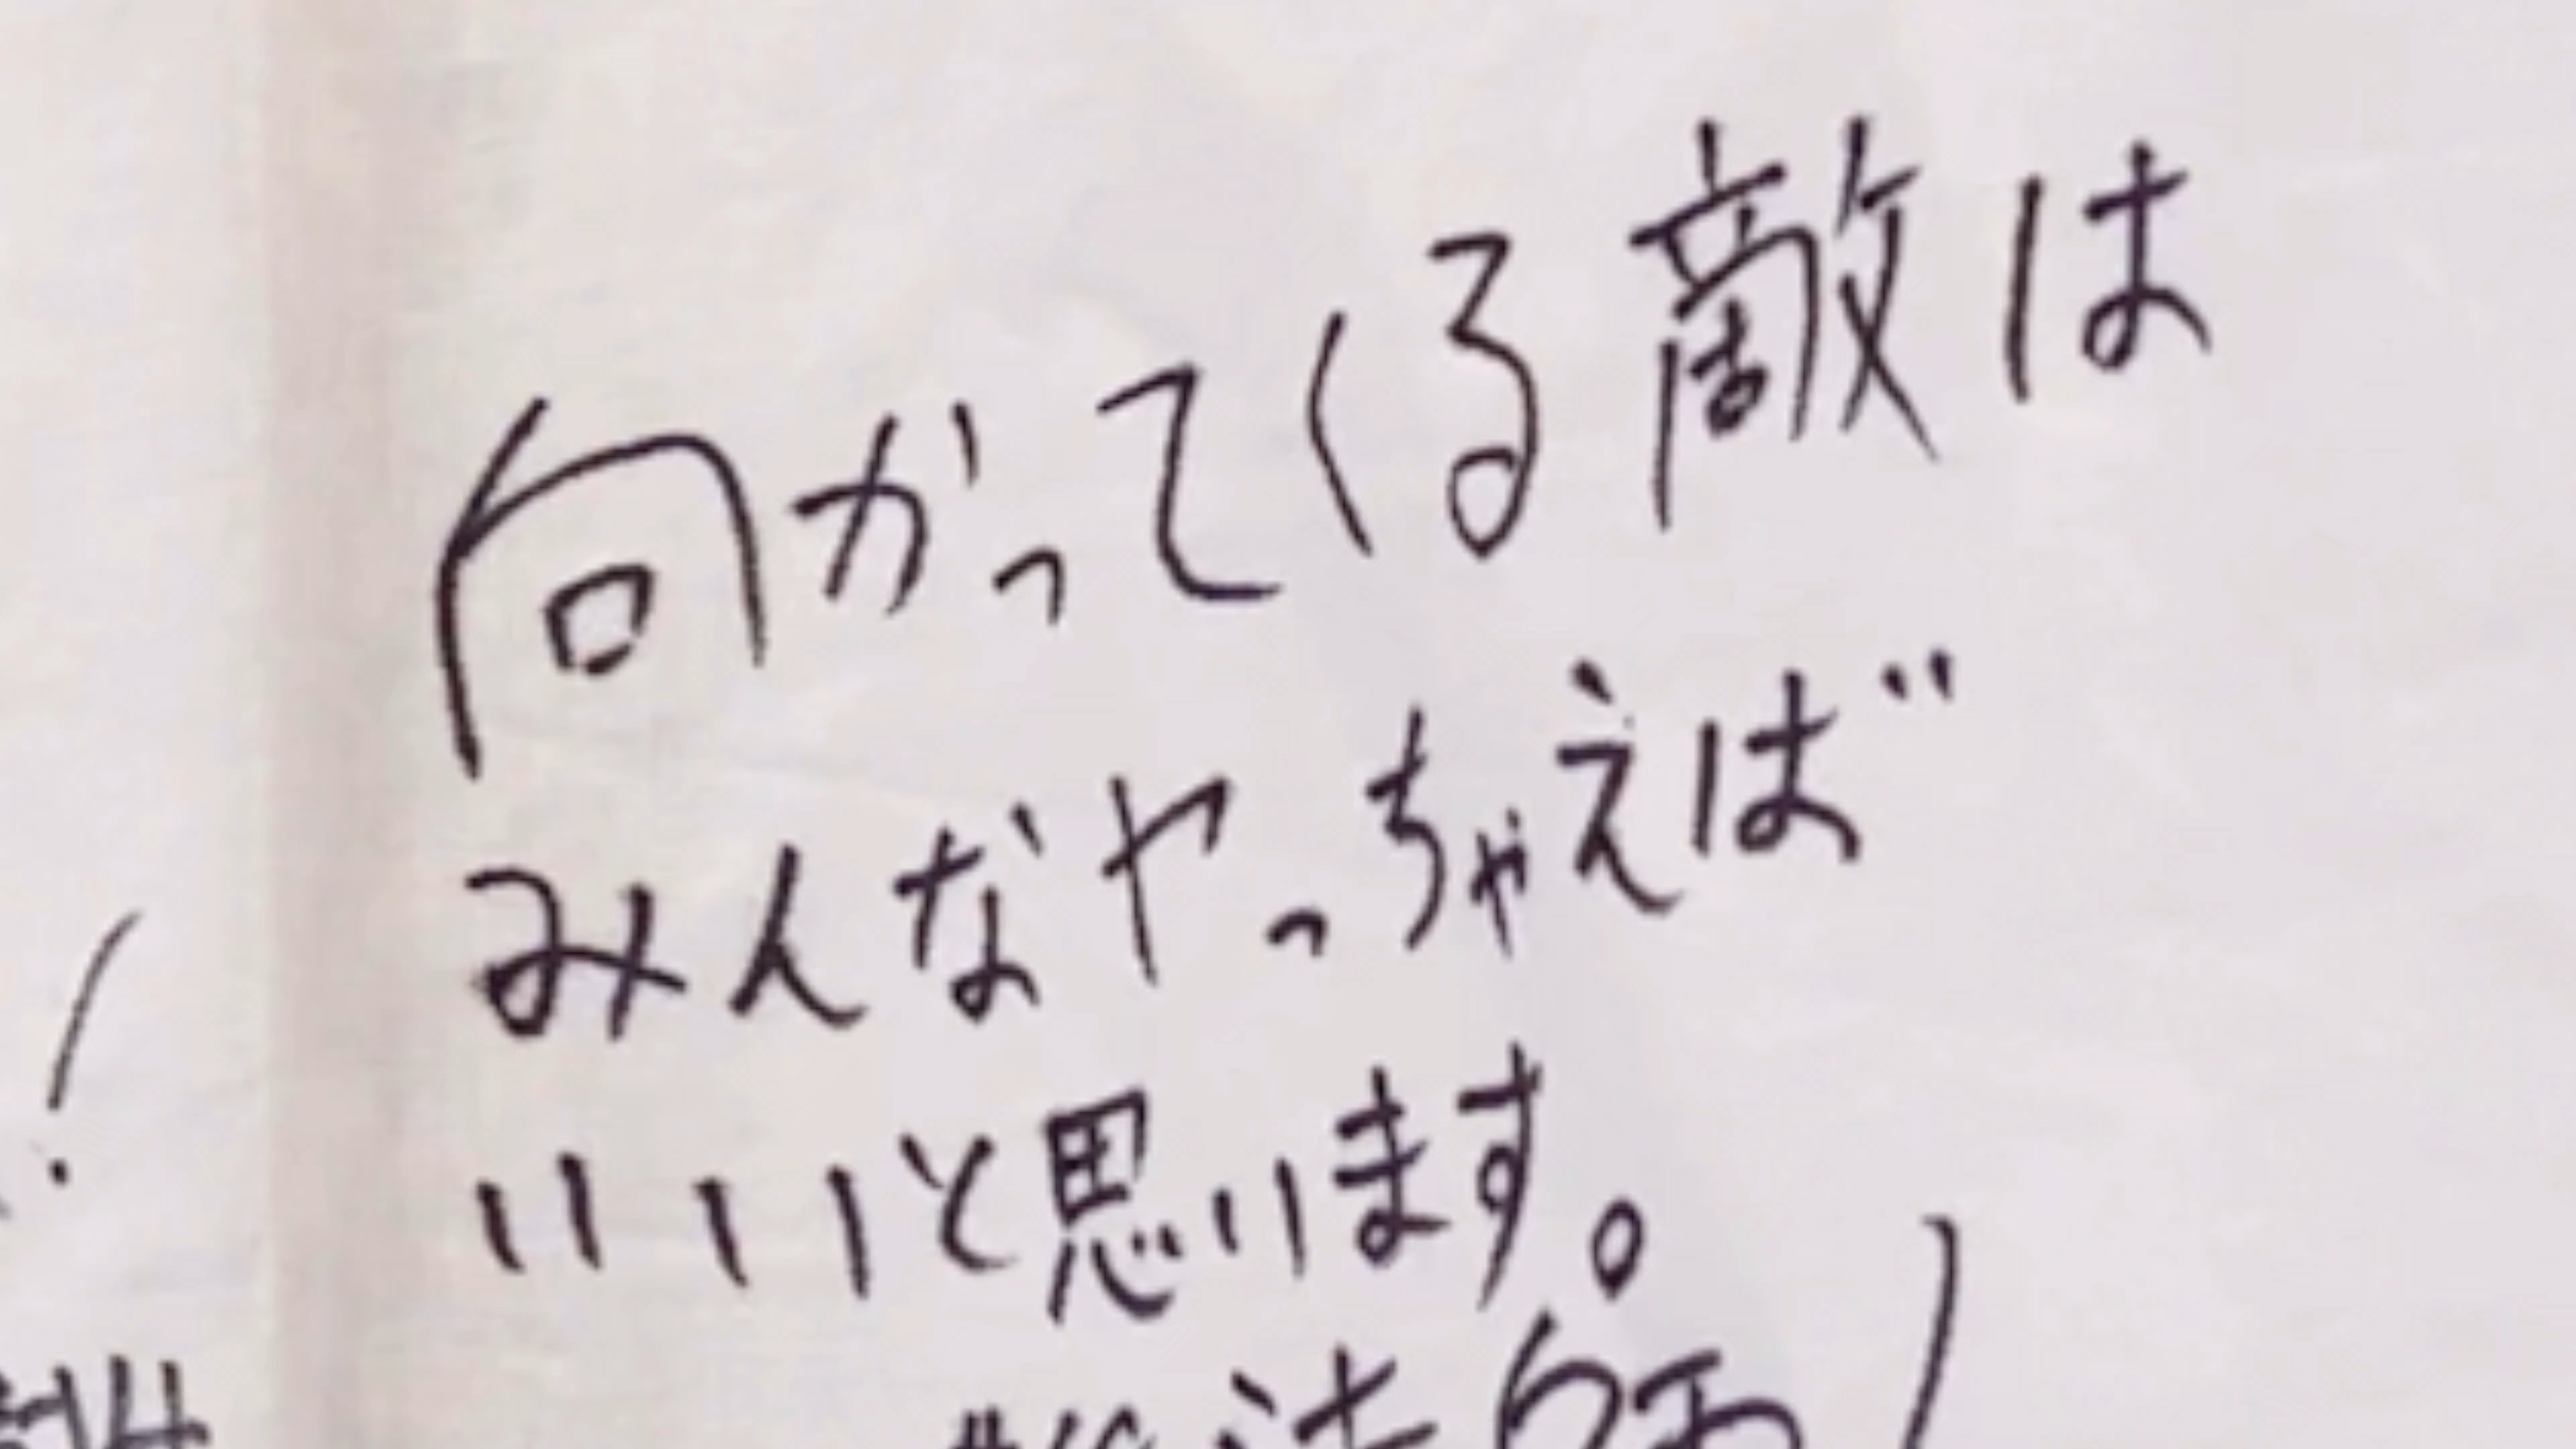 向かってくる敵は
みんなやっちゃえば
いいと思います。